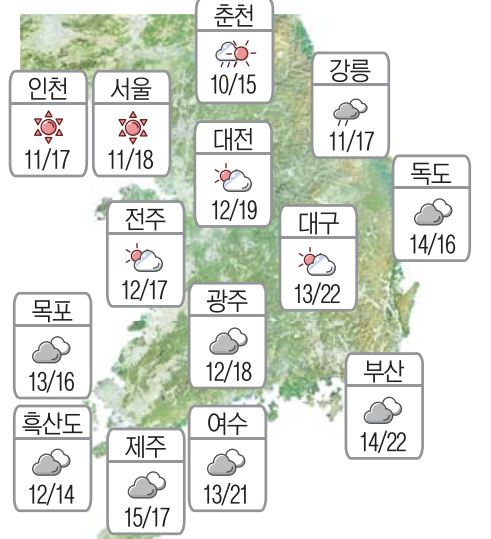 춘천
10/15
강릉
11/17
인천
11/17
서울
11/18
대전
12/19
독도
14/16
전주
12/17
대구
13/22
광주
12/18
목포
13/16
부산
14/22
흑산도
12/14
제주
15/17
여수
13/21